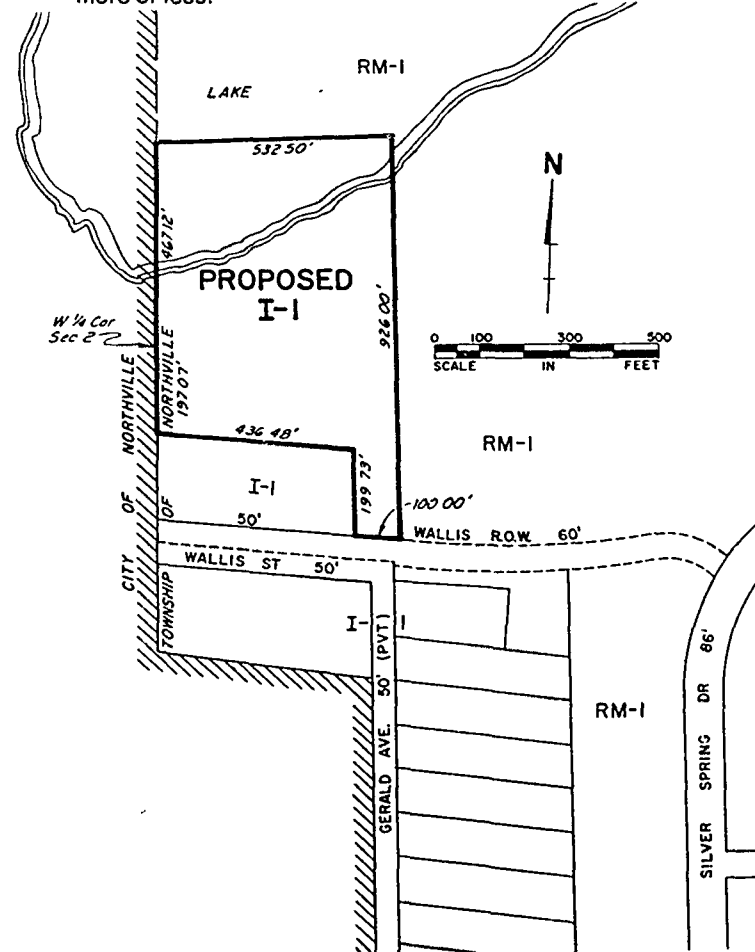 more or less.
RM-1
LAKE
532 50'
N
467 12'
PROPOSED
I-1
926 00'
W 1/4 Cor
Sec 2
0 100 300 500
SCALE IN FEET
197 07'
436 48'
RM-1
I-1
199 73'
100 00'
50'
WALLIS R.O.W. 60'
WALLIS ST 50'
CITY OF NORTHVILLE
TOWNSHIP OF NORTHVILLE
I-1
GERALD AVE. 50' (PVT)
RM-1
SILVER SPRING DR 86'